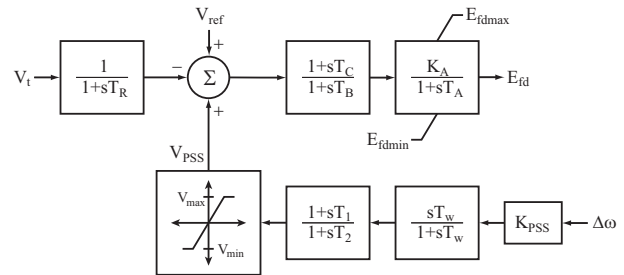 V_ref
E_fdmax
V_t
1
1+sT_R
−
+
Σ
+
1+sT_C
1+sT_B
K_A
1+sT_A
E_fd
E_fdmin
V_PSS
V_max
V_min
1+sT_1
1+sT_2
sT_w
1+sT_w
K_PSS
Δω